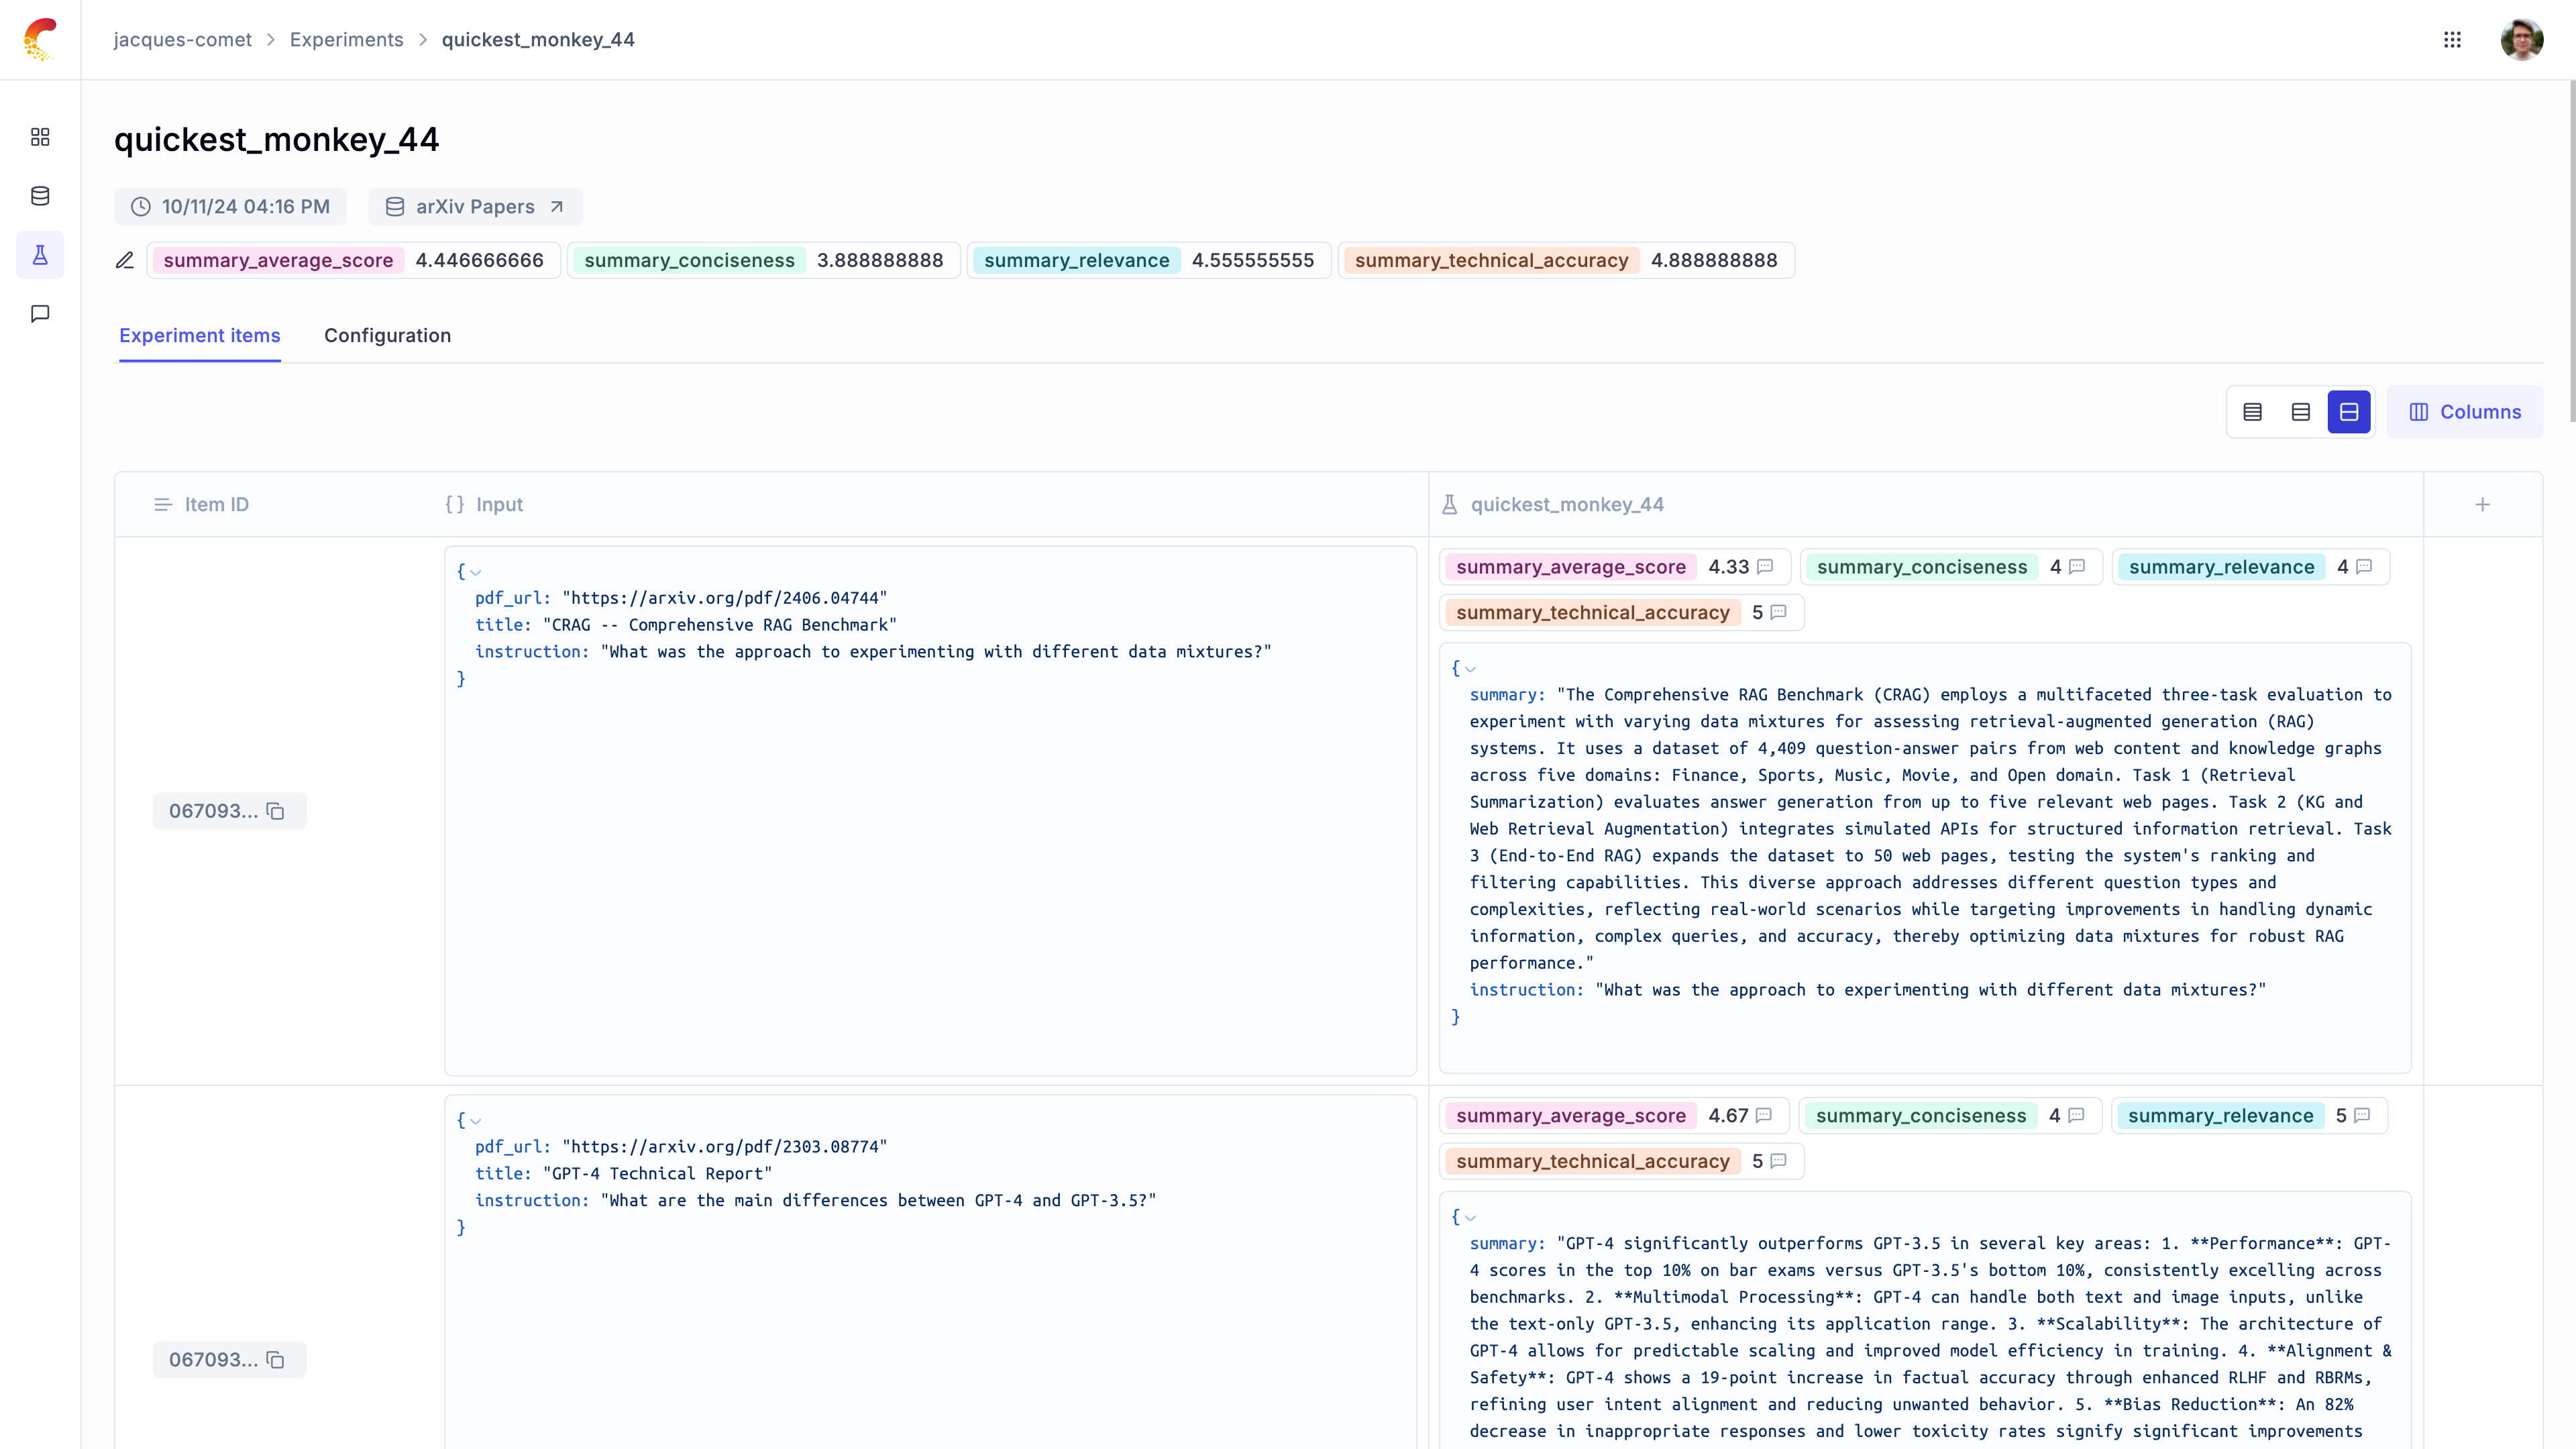 jacques-comet > Experiments > quickest_monkey_44
quickest_monkey_44
10/11/24 04:16 PM arXiv Papers
summary_average_score 4.446666666 summary_conciseness 3.888888888 summary_relevance 4.555555555 summary_technical_accuracy 4.888888888
Experiment items Configuration
Columns
Item ID {} Input quickest_monkey_44
067093...
{
pdf_url: "https://arxiv.org/pdf/2406.04744"
title: "CRAG -- Comprehensive RAG Benchmark"
instruction: "What was the approach to experimenting with different data mixtures?"
}
summary_average_score 4.33 summary_conciseness 4 summary_relevance 4
summary_technical_accuracy 5
{
summary: "The Comprehensive RAG Benchmark (CRAG) employs a multifaceted three-task evaluation to
experiment with varying data mixtures for assessing retrieval-augmented generation (RAG)
systems. It uses a dataset of 4,409 question-answer pairs from web content and knowledge graphs
across five domains: Finance, Sports, Music, Movie, and Open domain. Task 1 (Retrieval
Summarization) evaluates answer generation from up to five relevant web pages. Task 2 (KG and
Web Retrieval Augmentation) integrates simulated APIs for structured information retrieval. Task
3 (End-to-End RAG) expands the dataset to 50 web pages, testing the system's ranking and
filtering capabilities. This diverse approach addresses different question types and
complexities, reflecting real-world scenarios while targeting improvements in handling dynamic
information, complex queries, and accuracy, thereby optimizing data mixtures for robust RAG
performance."
instruction: "What was the approach to experimenting with different data mixtures?"
}
067093...
{
pdf_url: "https://arxiv.org/pdf/2303.08774"
title: "GPT-4 Technical Report"
instruction: "What are the main differences between GPT-4 and GPT-3.5?"
}
summary_average_score 4.67 summary_conciseness 4 summary_relevance 5
summary_technical_accuracy 5
{
summary: "GPT-4 significantly outperforms GPT-3.5 in several key areas: 1. **Performance**: GPT-
4 scores in the top 10% on bar exams versus GPT-3.5's bottom 10%, consistently excelling across
benchmarks. 2. **Multimodal Processing**: GPT-4 can handle both text and image inputs, unlike
the text-only GPT-3.5, enhancing its application range. 3. **Scalability**: The architecture of
GPT-4 allows for predictable scaling and improved model efficiency in training. 4. **Alignment &
Safety**: GPT-4 shows a 19-point increase in factual accuracy through enhanced RLHF and RBRMs,
refining user intent alignment and reducing unwanted behavior. 5. **Bias Reduction**: An 82%
decrease in inappropriate responses and lower toxicity rates signify significant improvements